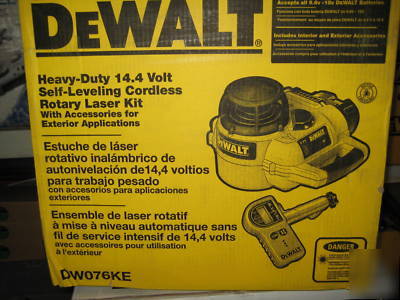 DEWALT®
Accepts all 9.6v -18v DEWALT Batteries
Includes Interior and Exterior Accessories
Heavy-Duty 14.4 Volt
Self-Leveling Cordless
Rotary Laser Kit
With Accessories for
Exterior Applications
Estuche de láser
rotativo inalámbrico de
autonivelación de14,4 voltios
para trabajo pesado
con accesorios para aplicaciones
exteriores
Ensemble de laser rotatif
à mise à niveau automatique sans
fil de service intensif de 14,4 volts
avec accessoires pour utilisation
à l'extérieur
DW076KE
DEWALT
DEWALT
DANGER
usedequip.com